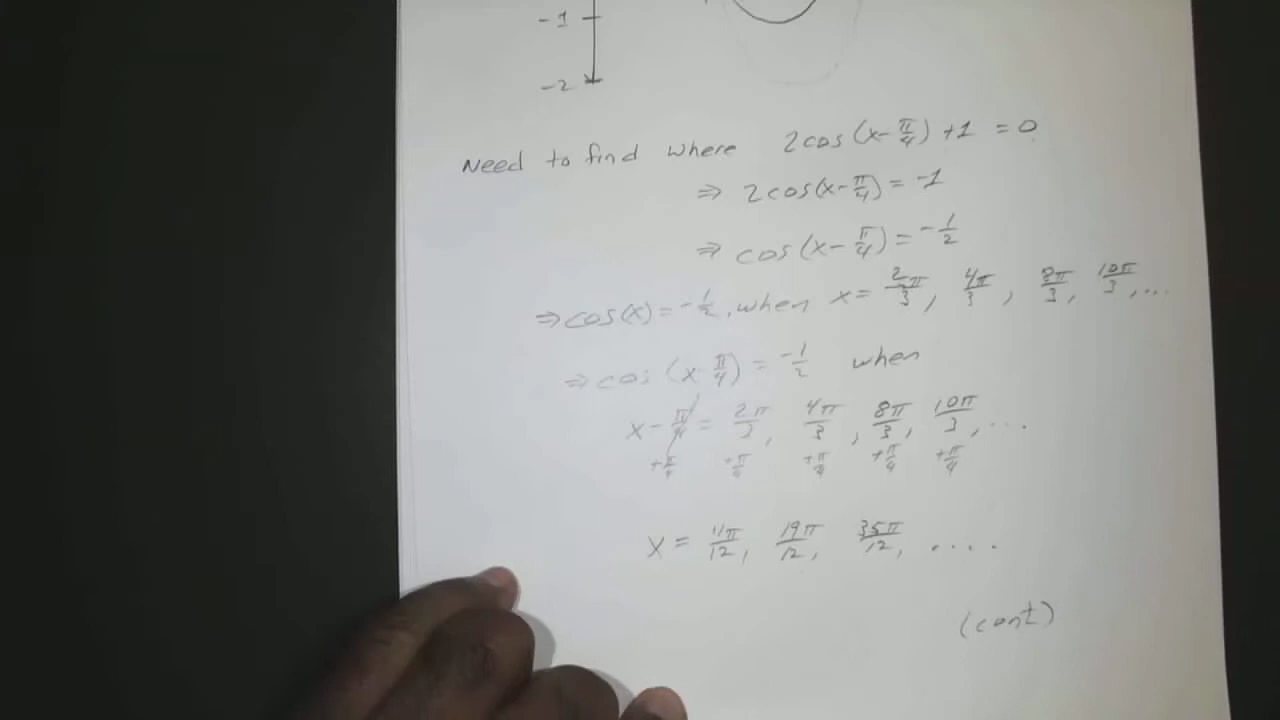 -1
-2
Need to find where 2cos(x-π/4)+1 = 0
⇒ 2cos(x-π/4) = -1
⇒ cos(x-π/4) = -1/2
⇒ cos(x) = -1/2, when x = 2π/3, 4π/3, 8π/3, 10π/3, ...
⇒ cos(x-π/4) = -1/2 when
x-π/4 = 2π/3, 4π/3, 8π/3, 10π/3, ...
+π/4 +π/4 +π/4 +π/4 +π/4
x = 11π/12, 19π/12, 35π/12, ....
(cont)